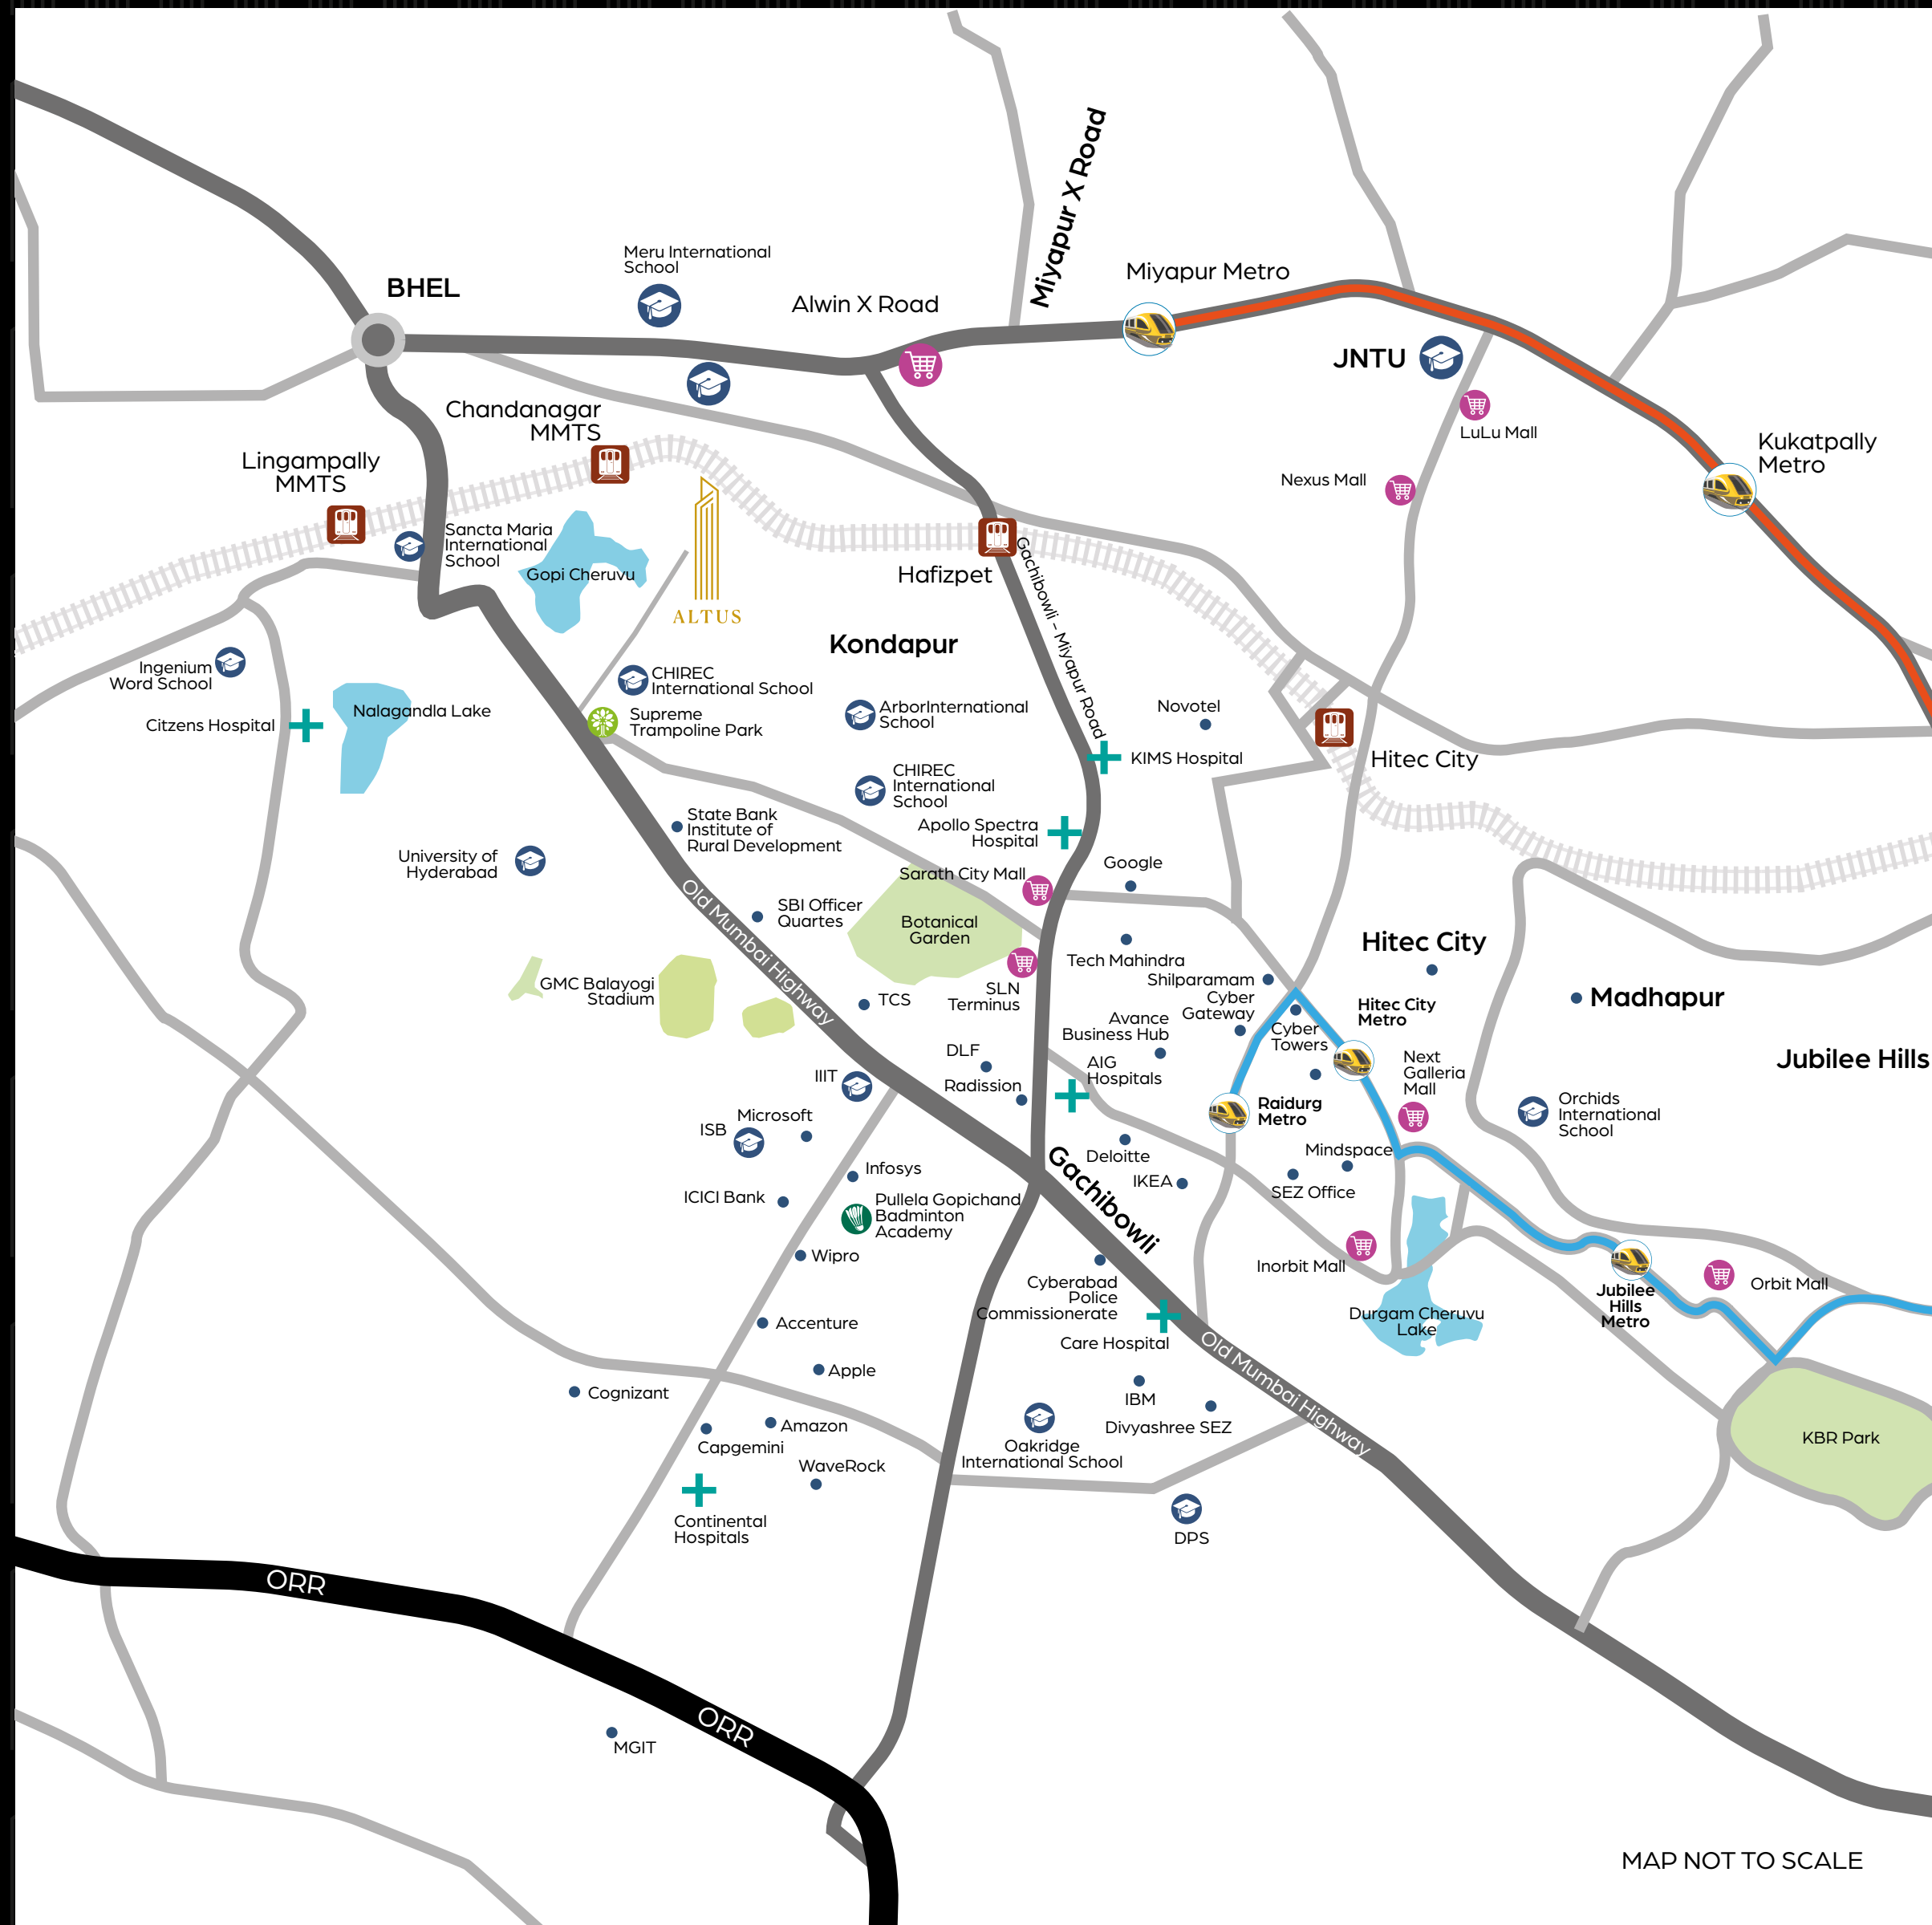 Miyapur X Road
Meru International
School
BHEL
Alwin X Road
Miyapur Metro
JNTU
LuLu Mall
Kukatpally
Metro
Nexus Mall
Chandanagar
MMTS
Lingampally
MMTS
Sancta Maria
International
School
Gopi Cheruvu
ALTUS
Hafizpet
Gachibowli - Miyapur Road
Kondapur
Ingenium
Word School
CHIREC
International School
Citzens Hospital
Nalagandla Lake
Supreme
Trampoline Park
ArborInternational
School
Novotel
KIMS Hospital
Hitec City
CHIREC
International
School
State Bank
Institute of
Rural Development
Apollo Spectra
Hospital
University of
Hyderabad
Google
Sarath City Mall
Old Mumbai Highway
SBI Officer
Quartes
Botanical
Garden
Hitec City
Tech Mahindra
Shilparamam
GMC Balayogi
Stadium
TCS
SLN
Terminus
Cyber
Gateway
Hitec City
Metro
Madhapur
Avance
Business Hub
Cyber
Towers
Jubilee Hills
DLF
AIG
Hospitals
Next
Galleria
Mall
IIIT
Radission
Raidurg
Metro
Orchids
International
School
Microsoft
ISB
Deloitte
Mindspace
Gachibowli
Infosys
IKEA
SEZ Office
ICICI Bank
Pullela Gopichand
Badminton
Academy
Wipro
Inorbit Mall
Cyberabad
Police
Commissionerate
Orbit Mall
Jubilee
Hills
Metro
Durgam Cheruvu
Lake
Accenture
Care Hospital
Old Mumbai Highway
Apple
Cognizant
IBM
Amazon
Divyashree SEZ
Capgemini
Oakridge
International School
KBR Park
WaveRock
Continental
Hospitals
DPS
ORR
ORR
MGIT
MAP NOT TO SCALE